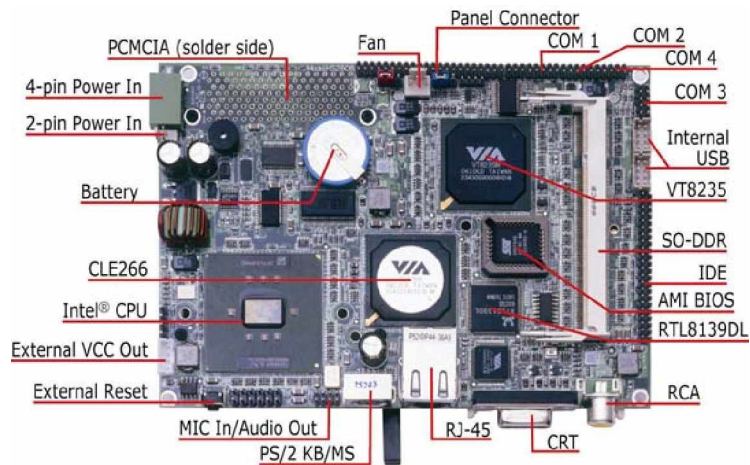 Panel Connector
PCMCIA (solder side)
Fan
COM 1
COM 2
COM 4
4-pin Power In
COM 3
2-pin Power In
Internal
USB
VIA
VT8235
Battery
SO-DDR
CLE266
VIA
IDE
AMI BIOS
Intel® CPU
RTL8139DL
External VCC Out
External Reset
RCA
MIC In/Audio Out
RJ-45
CRT
PS/2 KB/MS